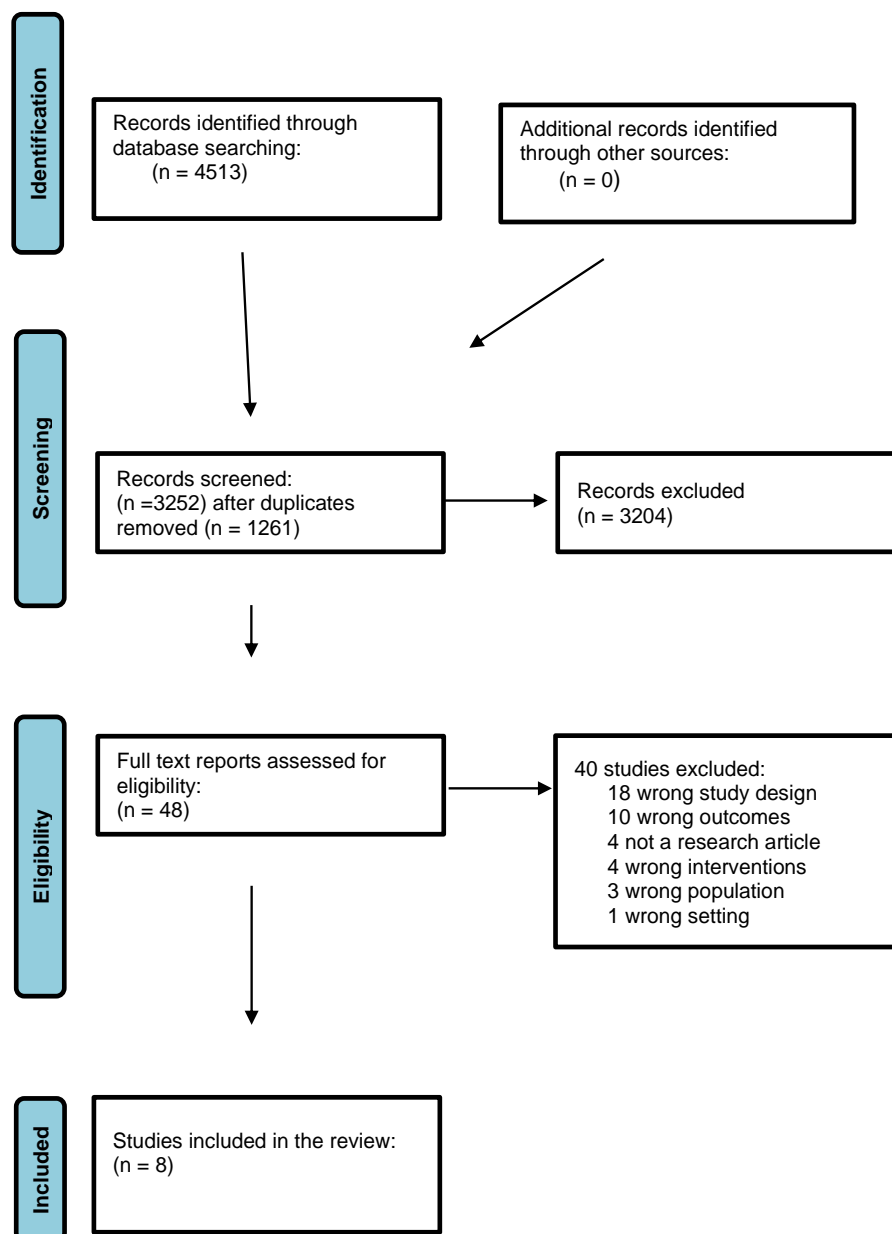 Identification
Records identified through
database searching:
(n = 4513)
Additional records identified
through other sources:
(n = 0)
Screening
Records screened:
(n =3252) after duplicates
removed (n = 1261)
Records excluded
(n = 3204)
Eligibility
Full text reports assessed for
eligibility:
(n = 48)
40 studies excluded:
18 wrong study design
10 wrong outcomes
4 not a research article
4 wrong interventions
3 wrong population
1 wrong setting
Included
Studies included in the review:
(n = 8)